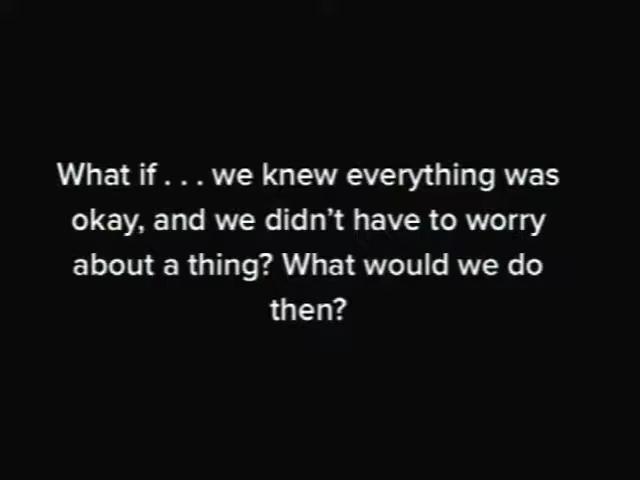 What if . . . we knew everything was
okay, and we didn’t have to worry
about a thing? What would we do
then?